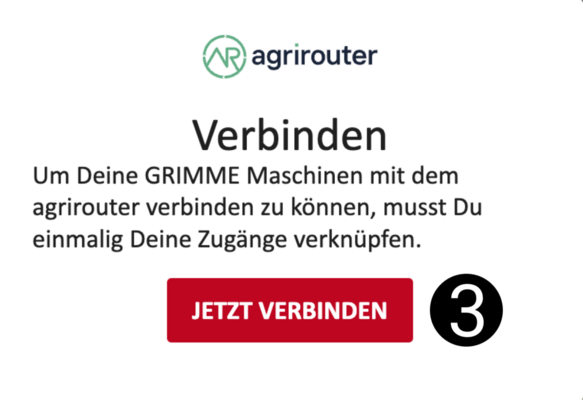 AR agrirouter
Verbinden
Um Deine GRIMME Maschinen mit dem
agrirouter verbinden zu können, musst Du
einmalig Deine Zugänge verknüpfen.
JETZT VERBINDEN 3